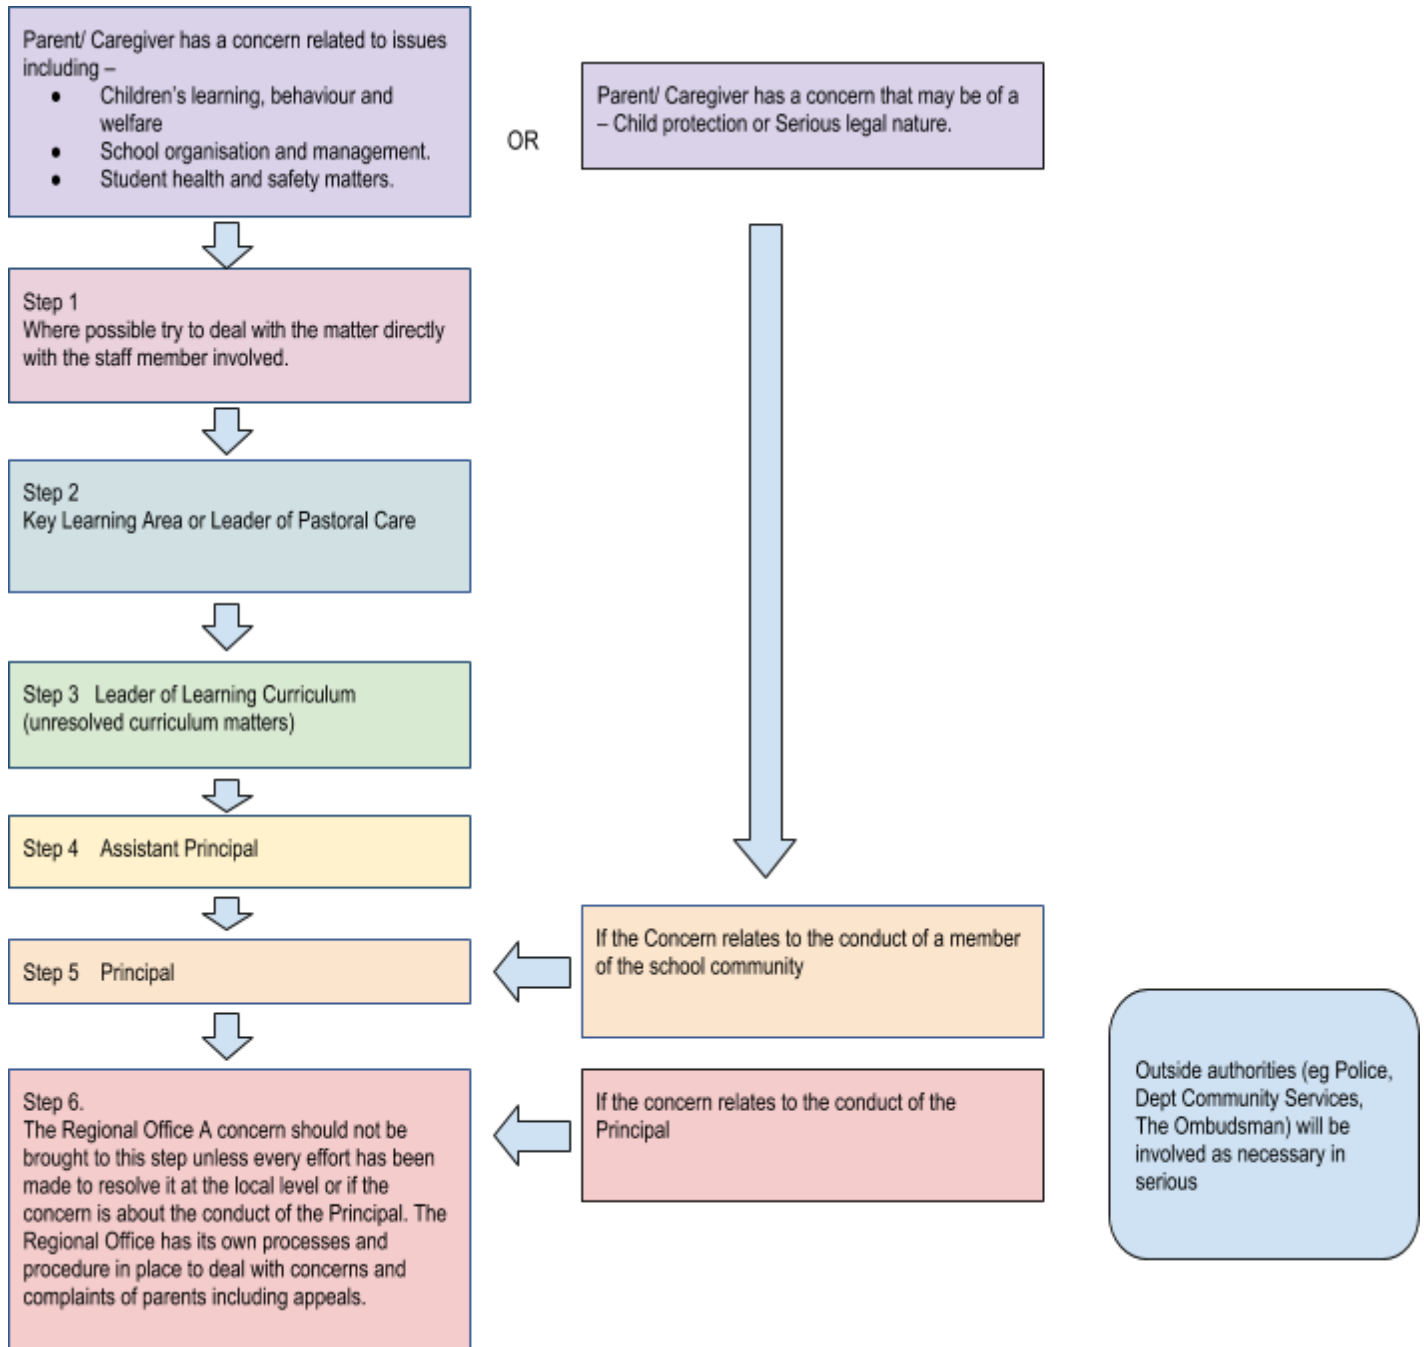 Parent/ Caregiver has a concern related to issues
including –
● Children’s learning, behaviour and
welfare
● School organisation and management.
● Student health and safety matters.
OR
Parent/ Caregiver has a concern that may be of a
– Child protection or Serious legal nature.
Step 1
Where possible try to deal with the matter directly
with the staff member involved.
Step 2
Key Learning Area or Leader of Pastoral Care
Step 3 Leader of Learning Curriculum
(unresolved curriculum matters)
Step 4 Assistant Principal
Step 5 Principal
If the Concern relates to the conduct of a member
of the school community
Step 6.
The Regional Office A concern should not be
brought to this step unless every effort has been
made to resolve it at the local level or if the
concern is about the conduct of the Principal. The
Regional Office has its own processes and
procedure in place to deal with concerns and
complaints of parents including appeals.
If the concern relates to the conduct of the
Principal
Outside authorities (eg Police,
Dept Community Services,
The Ombudsman) will be
involved as necessary in
serious